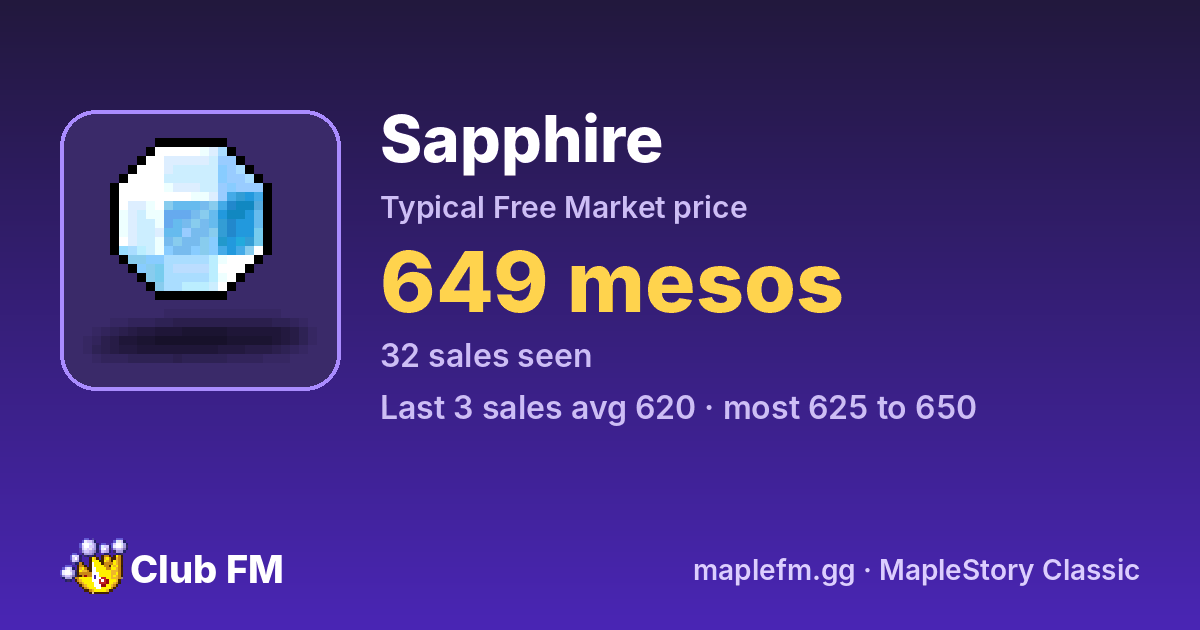 Sapphire
Typical Free Market price
649 mesos
32 sales seen
Last 3 sales avg 620 · most 625 to 650
Club FM
maplefm.gg · MapleStory Classic